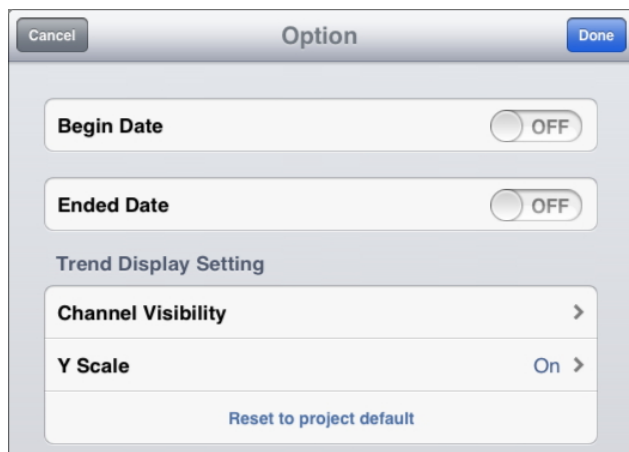 Cancel Option Done
Begin Date OFF
Ended Date OFF
Trend Display Setting
Channel Visibility
Y Scale On
Reset to project default